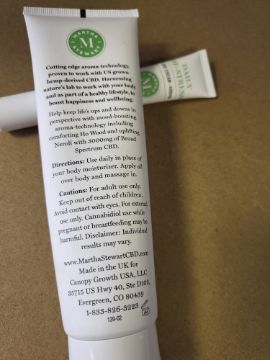 MARTHA
M
STEWART
Cutting edge aroma-technology,
proven to work with US grown
hemp-derived CBD. Harnessing
nature's lab to work with your body
and as part of a healthy lifestyle, to
boost happiness and wellbeing.
Help keep life's ups and downs in
perspective with mood-boosting
aroma-technology including
comforting Ho Wood and uplifting
Neroli with 3000mg of Broad
Spectrum CBD.
Directions: Use daily in place of
your body moisturizer. Apply all
over body and massage in.
Cautions: For adult use only.
Keep out of reach of children.
Avoid contact with eyes. For external
use only. Cannabidiol use while
pregnant or breastfeeding may be
harmful. Disclaimer: Individual
results may vary.
www.MarthaStewartCBD.com
Made in the UK for
Canopy Growth USA, LLC
35715 US Hwy 40, Ste D102,
Evergreen, CO 80439
1-833-826-5223
DAILY